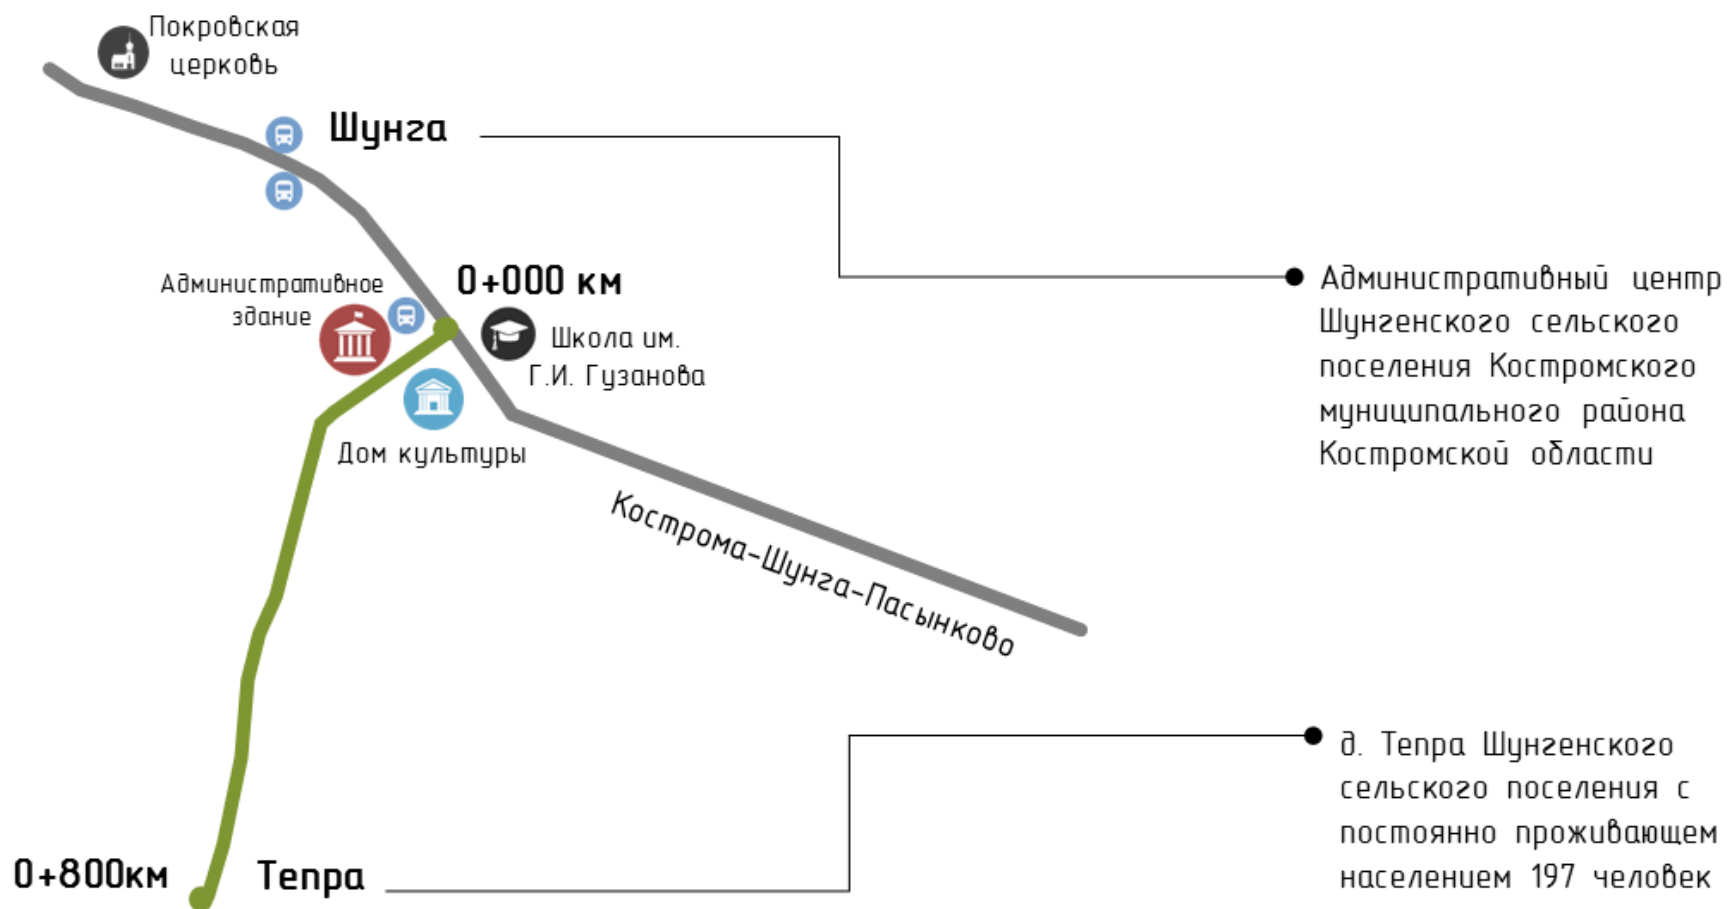 Покровская
церковь
Шунга
Административное
здание
0+000 км
Школа им.
Г.И. Гузанова
Дом культуры
Кострома-Шунга-Пасынково
Административный центр
Шунгенского сельского
поселения Костромского
муниципального района
Костромской области
0+800км
Тепра
д. Тепра Шунгенского
сельского поселения с
постоянно проживающем
населением 197 человек